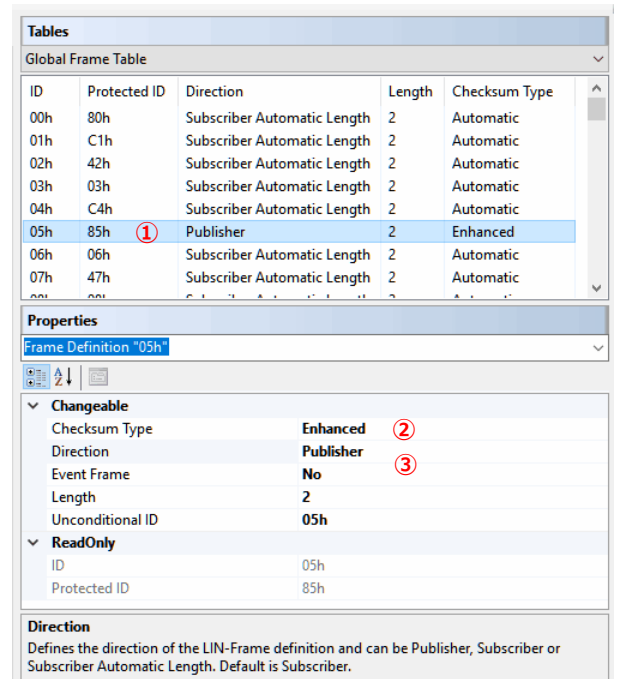 Tables
Global Frame Table
ID Protected ID Direction Length Checksum Type
00h 80h Subscriber Automatic Length 2 Automatic
01h C1h Subscriber Automatic Length 2 Automatic
02h 42h Subscriber Automatic Length 2 Automatic
03h 03h Subscriber Automatic Length 2 Automatic
04h C4h Subscriber Automatic Length 2 Automatic
05h 85h ① Publisher 2 Enhanced
06h 06h Subscriber Automatic Length 2 Automatic
07h 47h Subscriber Automatic Length 2 Automatic
Properties
Frame Definition "05h"
Changeable
Checksum Type Enhanced ②
Direction Publisher
③
Event Frame No
Length 2
Unconditional ID 05h
ReadOnly
ID 05h
Protected ID 85h
Direction
Defines the direction of the LIN-Frame definition and can be Publisher, Subscriber or
Subscriber Automatic Length. Default is Subscriber.